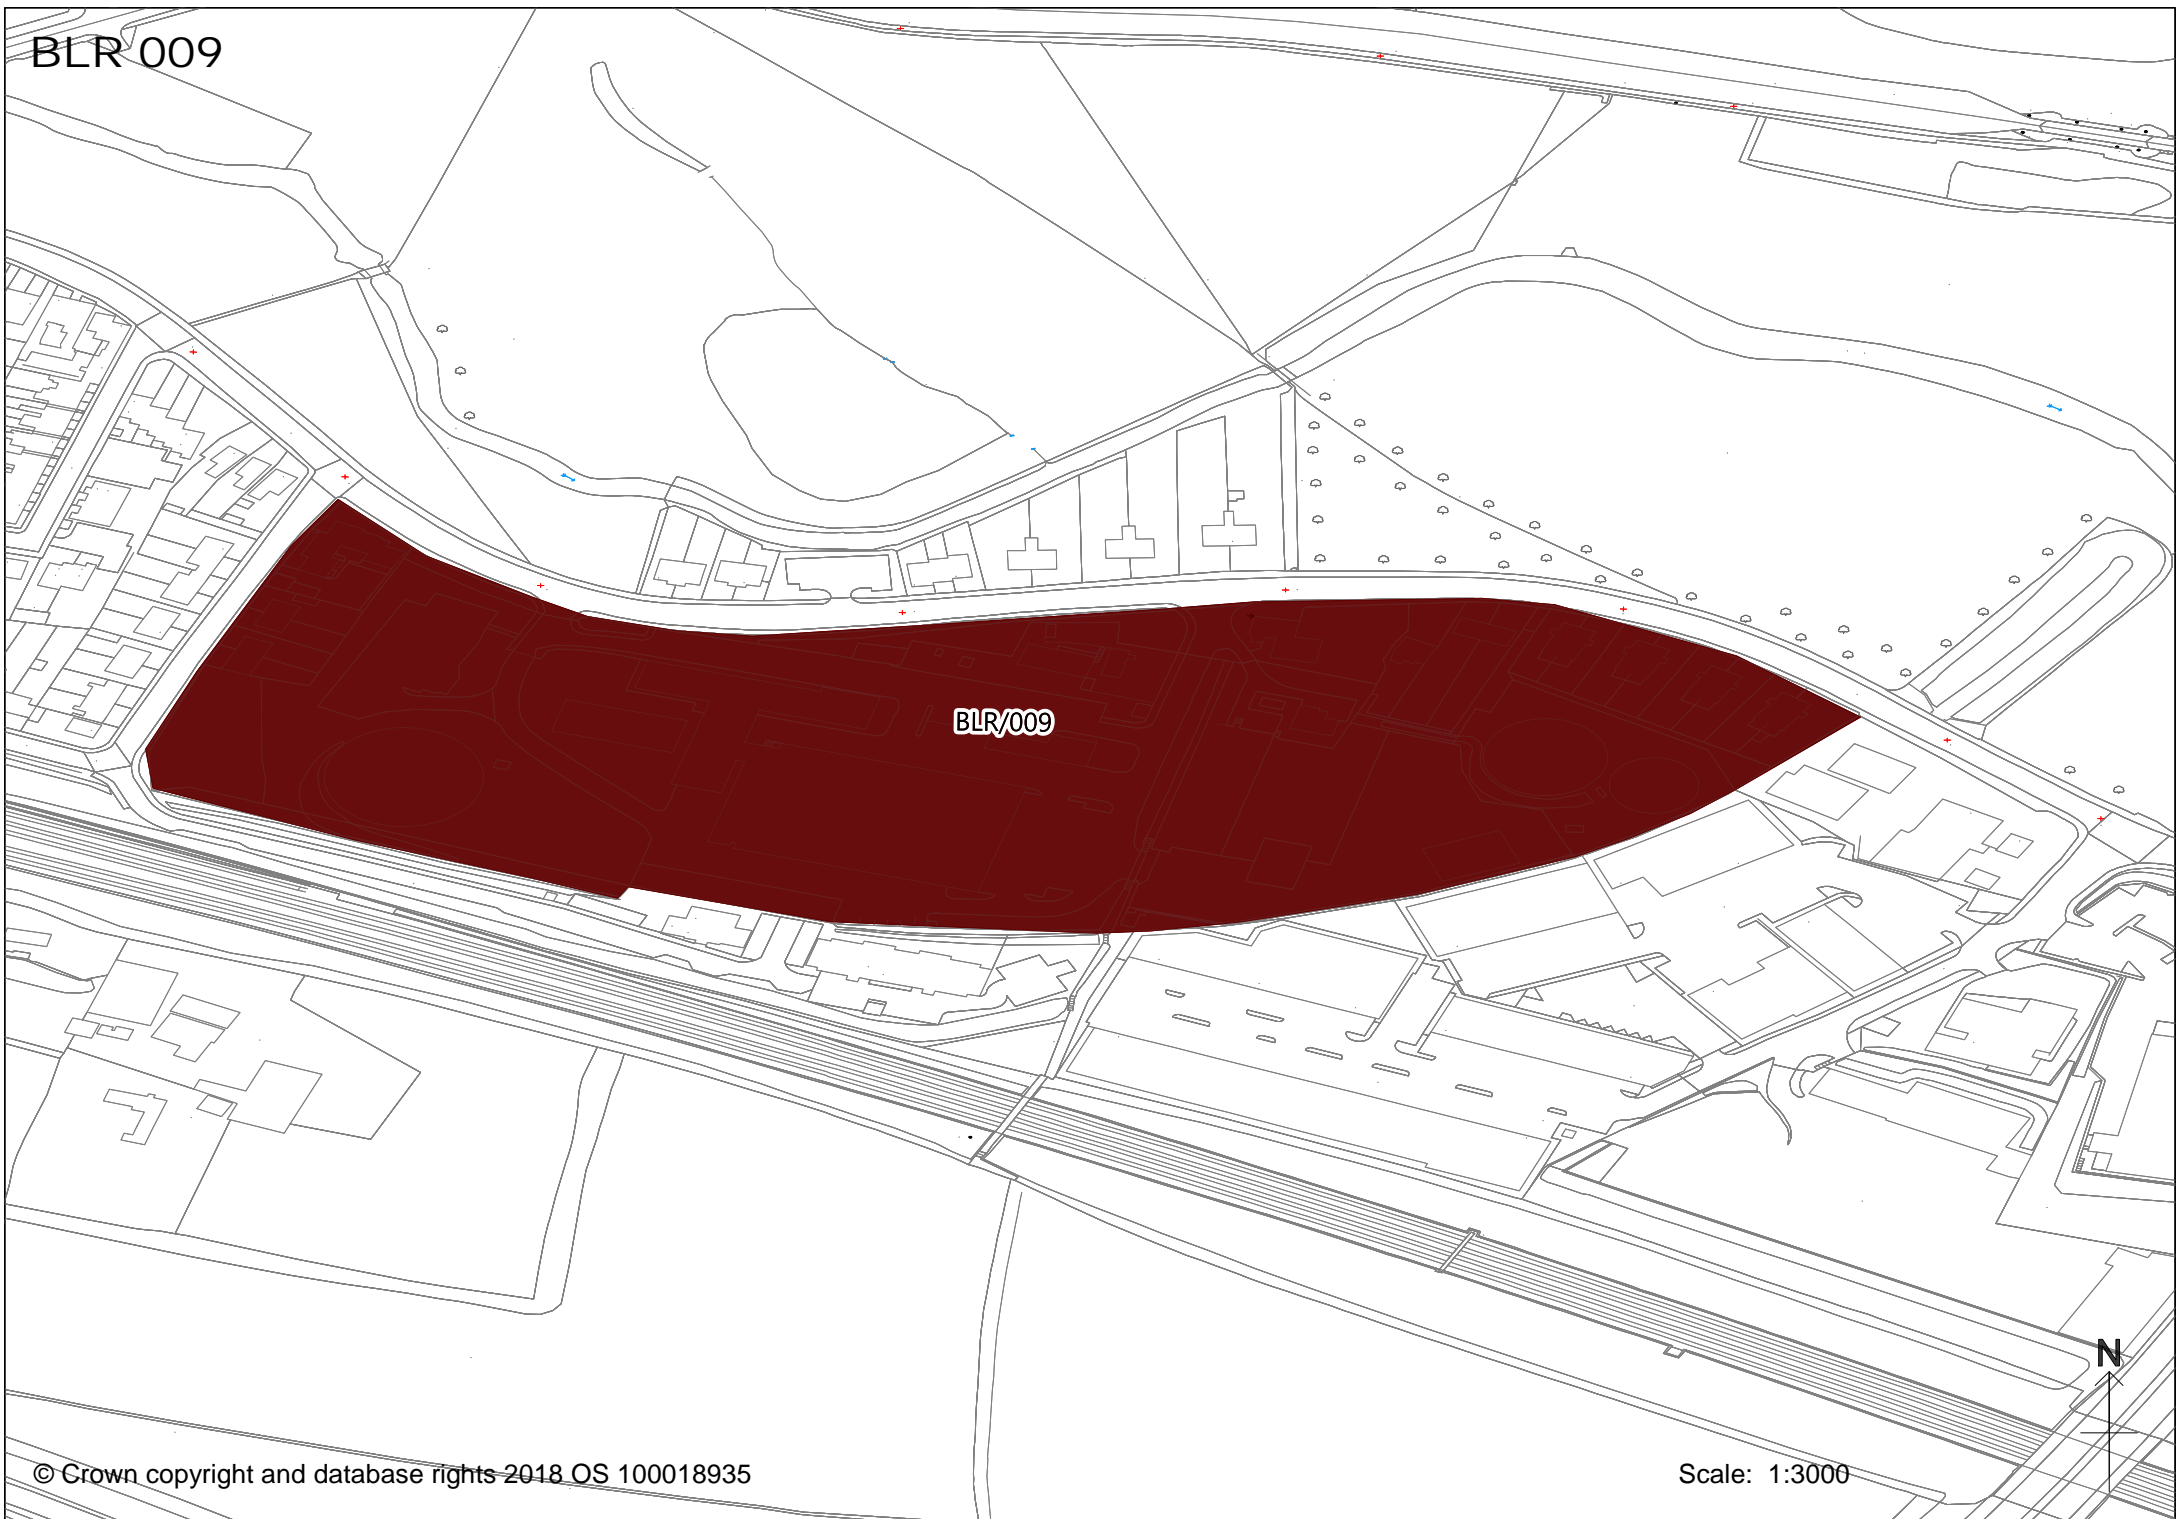 BLR 009
BLR/009
N
© Crown copyright and database rights 2018 OS 100018935
Scale: 1:3000